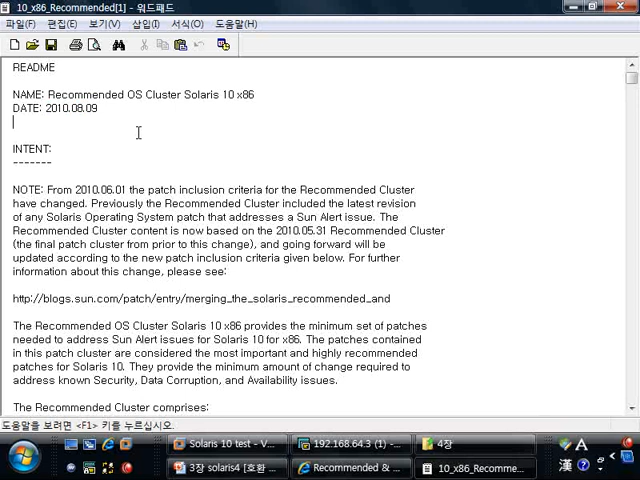 10_x86_Recommended[1] - 워드패드
파일(F) 편집(E) 보기(V) 삽입(I) 서식(O) 도움말(H)
README
NAME: Recommended OS Cluster Solaris 10 x86
DATE: 2010.08.09
INTENT:
-------
NOTE: From 2010.06.01 the patch inclusion criteria for the Recommended Cluster
have changed. Previously the Recommended Cluster included the latest revision
of any Solaris Operating System patch that addresses a Sun Alert issue. The
Recommended Cluster content is now based on the 2010.05.31 Recommended Cluster
(the final patch cluster from prior to this change), and going forward will be
updated according to the new patch inclusion criteria given below. For further
information about this change, please see:
http://blogs.sun.com/patch/entry/merging_the_solaris_recommended_and
The Recommended OS Cluster Solaris 10 x86 provides the minimum set of patches
needed to address Sun Alert issues for Solaris 10 for x86. The patches contained
in this patch cluster are considered the most important and highly recommended
patches for Solaris 10. They provide the minimum amount of change required to
address known Security, Data Corruption, and Availability issues.
The Recommended Cluster comprises:
도움말을 보려면 <F1> 키를 누르십시오.
Solaris 10 test - V... 192.168.64.3 (1) -... 4장 A
3장 solaris4 [호환 ... Recommended & ... 10_x86_Recomme... 漢